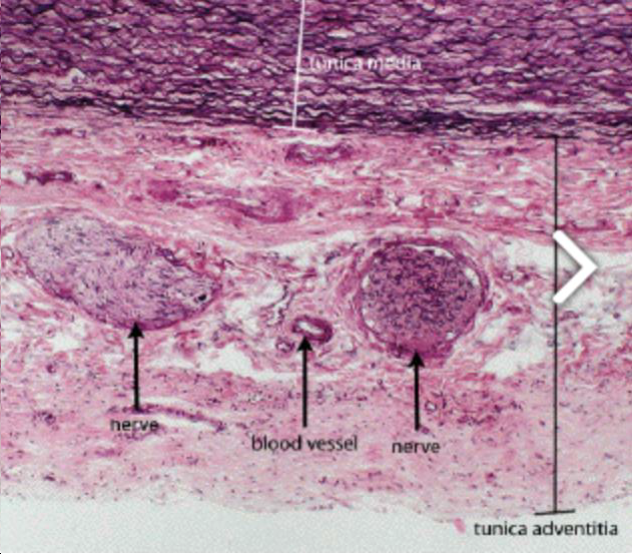 tunica media
nerve
blood vessel
nerve
tunica adventitia